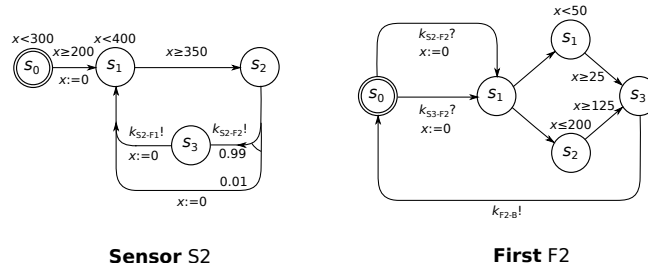 x<300
x≥200
x:=0
s0
x<400
s1
x≥350
s2
kS2-F1!
x:=0
s3
kS2-F2!
0.99
0.01
x:=0
Sensor S2
kS2-F2?
x:=0
s0
kS3-F2?
x:=0
s1
x<50
s1
x≥25
x≥125
s3
x≤200
s2
kF2-B!
First F2